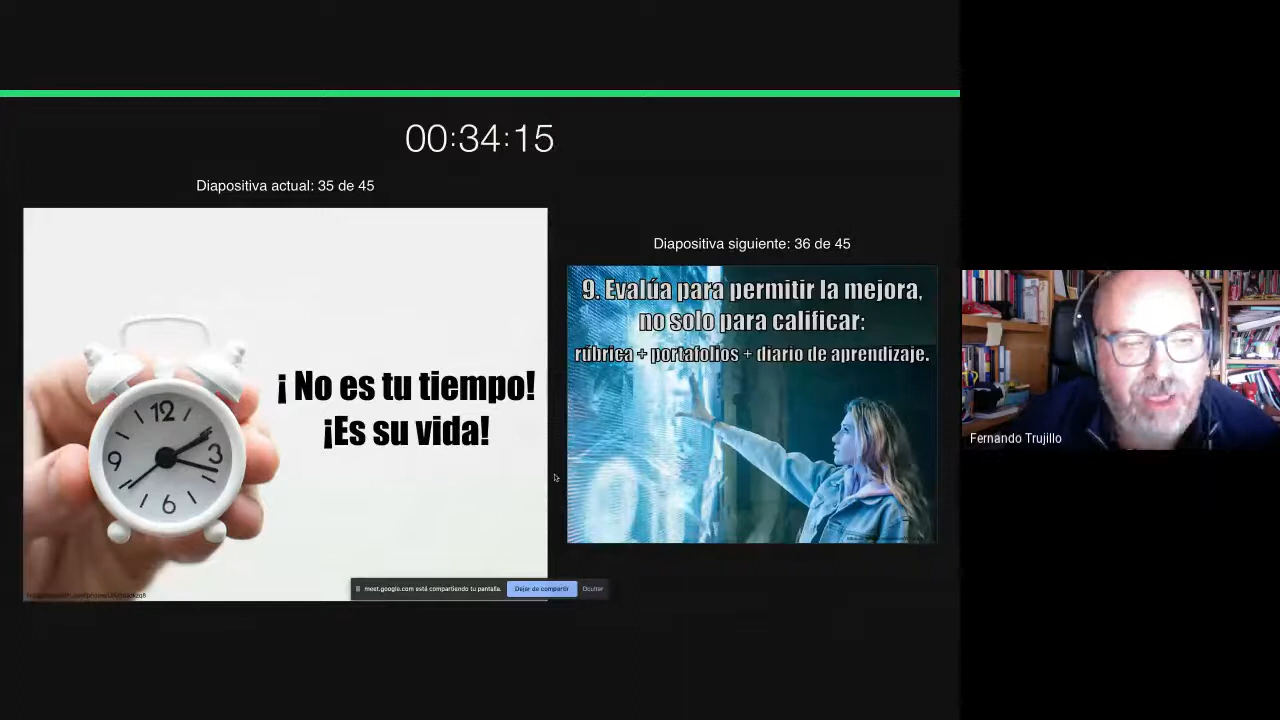 00:34:15
Diapositiva actual: 35 de 45
¡ No es tu tiempo!
¡Es su vida!
12
3
6
9
Diapositiva siguiente: 36 de 45
9. Evalúa para permitir la mejora,
no solo para calificar:
rúbrica + portafolios + diario de aprendizaje.
meet.google.com está compartiendo tu pantalla.
Dejar de compartir
Ocultar
Fernando Trujillo